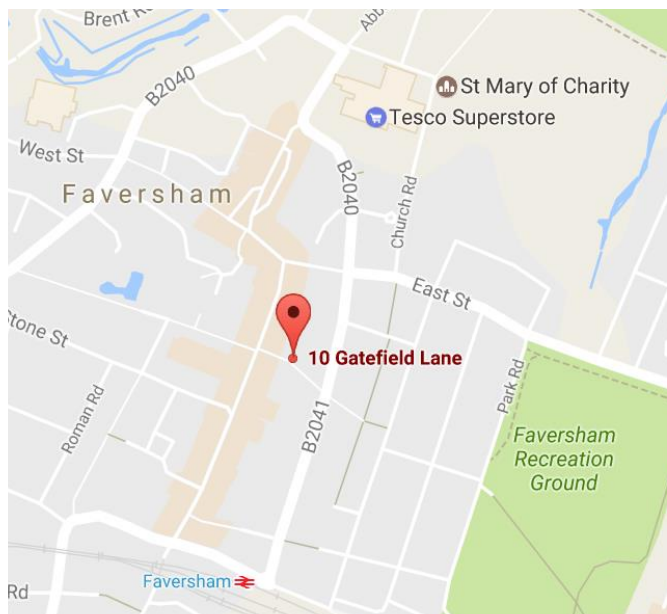 Brent R
Abb
B2040
St Mary of Charity
Tesco Superstore
West St
B2040
Faversham
Church Rd
East St
Stone St
10 Gatefield Lane
Park Rd
Roman Rd
B2041
Faversham
Recreation
Ground
Faversham
Rd